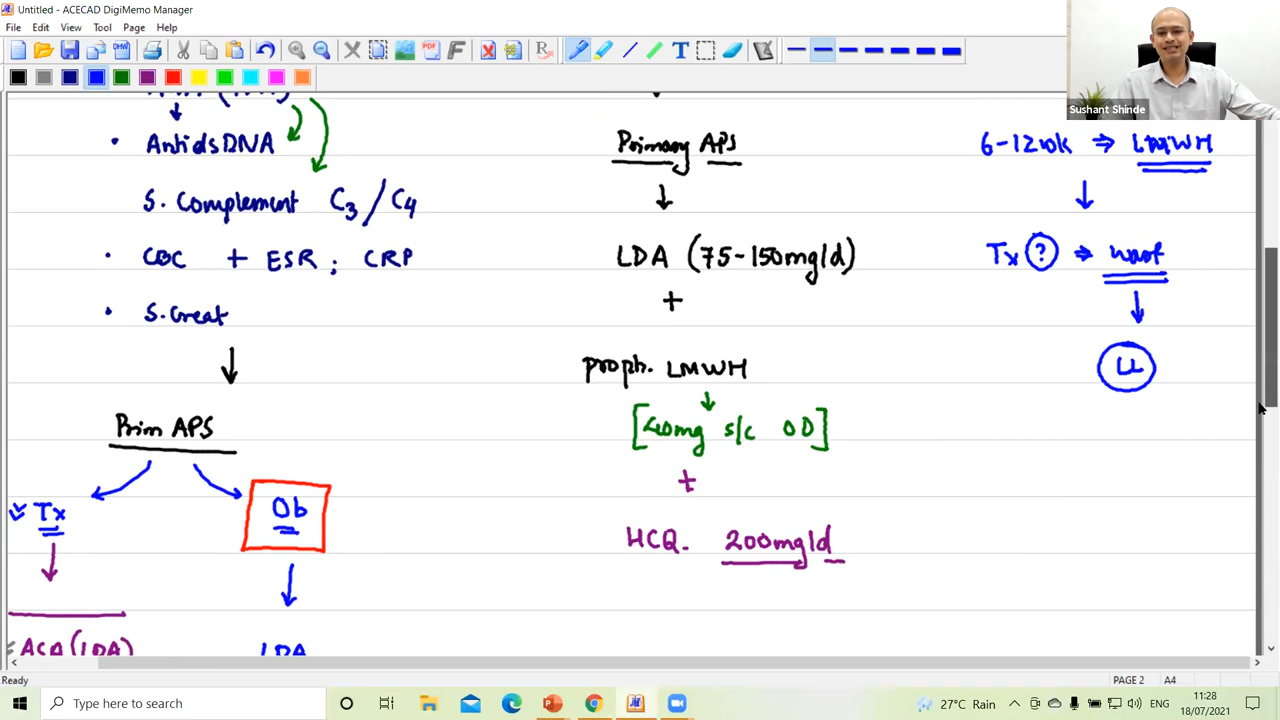 Untitled - ACECAD DigiMemo Manager
File Edit View Tool Page Help
Sushant Shinde
• AntidsDNA
S. Complement C3/C4
• CBC + ESR ; CRP
• S.Creat
Prim APS
Tx
Ob
ACA(LDA)
LDA
Primary APS
LDA (75-150mg/d)
+
proph. LMWH
[40mg s/c OD]
+
HCQ. 200mg/d
6-12wk ⇒ LMWH
Tx ? ⇒ warf
LL
Ready
PAGE 2 A4
Type here to search
27°C Rain
ENG
11:28
18/07/2021